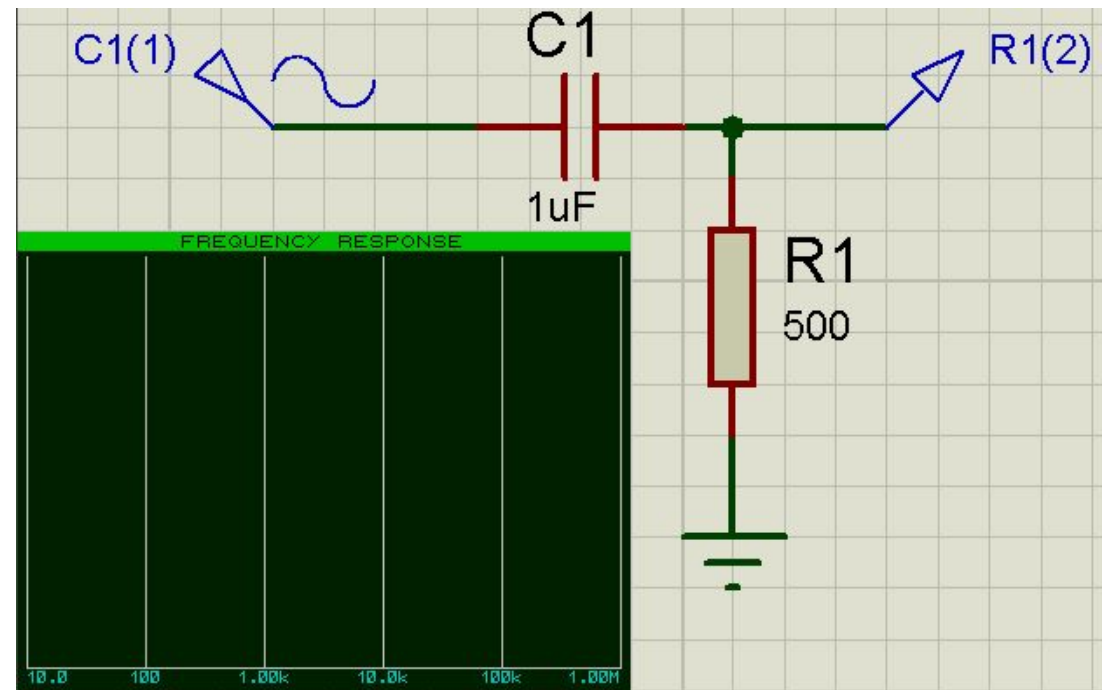 C1(1)
C1
R1(2)
1uF
FREQUENCY RESPONSE
R1
500
10.0 100 1.00k 10.0k 100k 1.00M